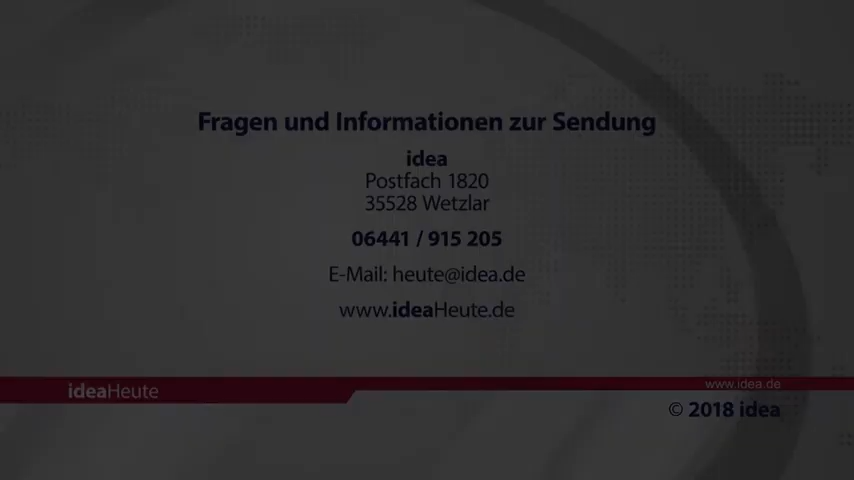 Fragen und Informationen zur Sendung
idea
Postfach 1820
35528 Wetzlar
06441 / 915 205
E-Mail: heute@idea.de
www.ideaHeute.de
ideaHeute
www.idea.de
© 2018 idea